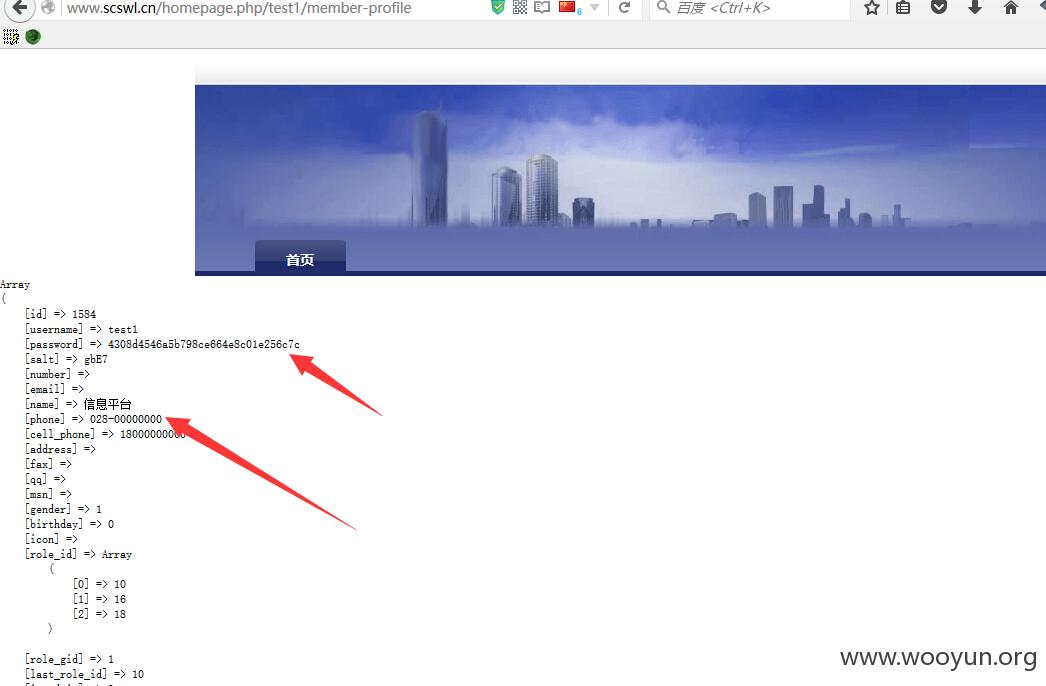 www.scswl.cn/homepage.php/test1/member-profile
6
百度 <Ctrl+K>
首页
Array
(
[id] => 1584
[username] => test1
[password] => 4308d4546a5b798ce664e8c01e256c7c
[salt] => gbE7
[number] =>
[email] =>
[name] => 信息平台
[phone] => 028-00000000
[cell_phone] => 18000000000
[address] =>
[fax] =>
[qq] =>
[msn] =>
[gender] => 1
[birthday] => 0
[icon] =>
[role_id] => Array
(
[0] => 10
[1] => 16
[2] => 18
)
[role_gid] => 1
[last_role_id] => 10
www.wooyun.org